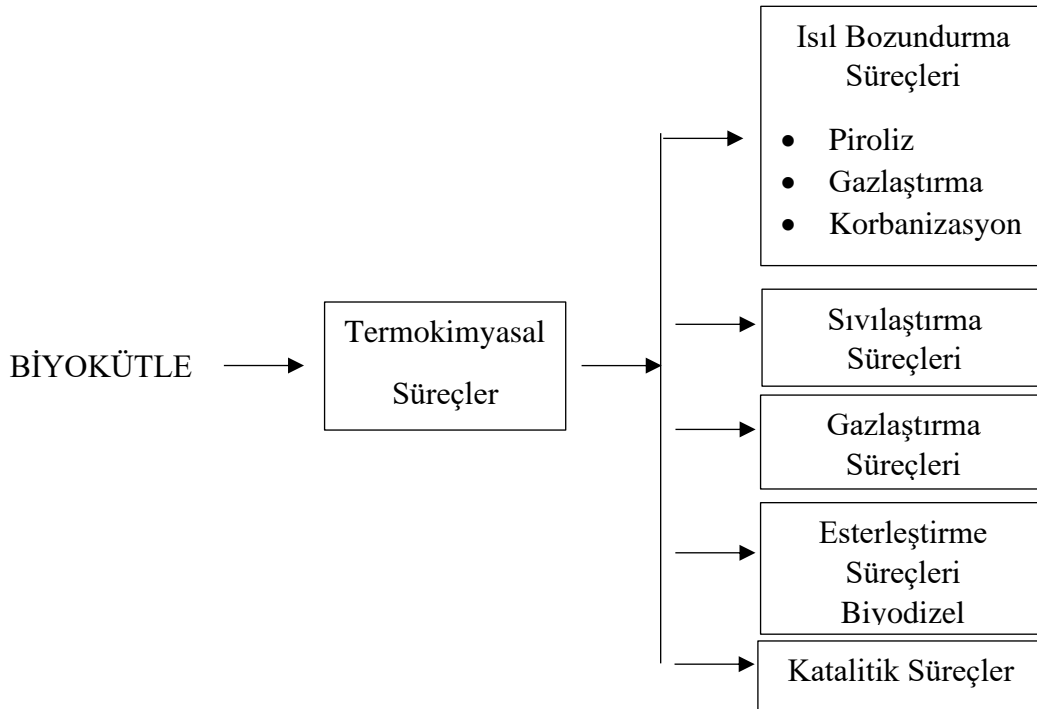 BİYOKÜTLE
Termokimyasal
Süreçler
Isıl Bozundurma
Süreçleri
• Piroliz
• Gazlaştırma
• Korbanizasyon
Sıvılaştırma
Süreçleri
Gazlaştırma
Süreçleri
Esterleştirme
Süreçleri
Biyodizel
Katalitik Süreçler